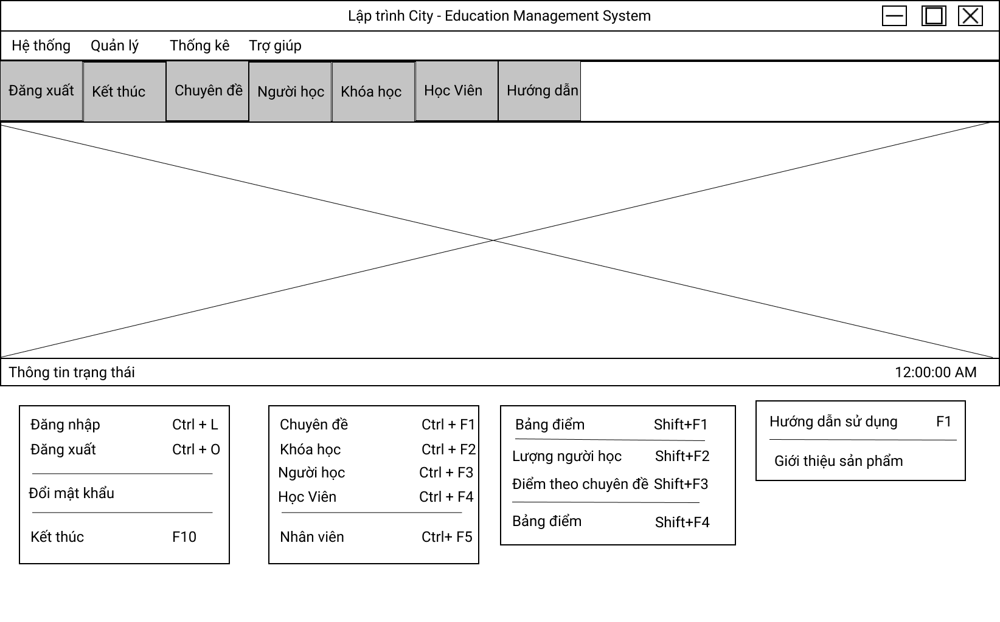 Lập trình City - Education Management System
Hệ thống Quản lý Thống kê Trợ giúp
Đăng xuất Kết thúc Chuyên đề Người học Khóa học Học Viên Hướng dẫn
Thông tin trạng thái 12:00:00 AM
Đăng nhập Ctrl + L
Đăng xuất Ctrl + O
Đổi mật khẩu
Kết thúc F10
Chuyên đề Ctrl + F1
Khóa học Ctrl + F2
Người học Ctrl + F3
Học Viên Ctrl + F4
Nhân viên Ctrl+ F5
Bảng điểm Shift+F1
Lượng người học Shift+F2
Điểm theo chuyên đề Shift+F3
Bảng điểm Shift+F4
Hướng dẫn sử dụng F1
Giới thiệu sản phẩm